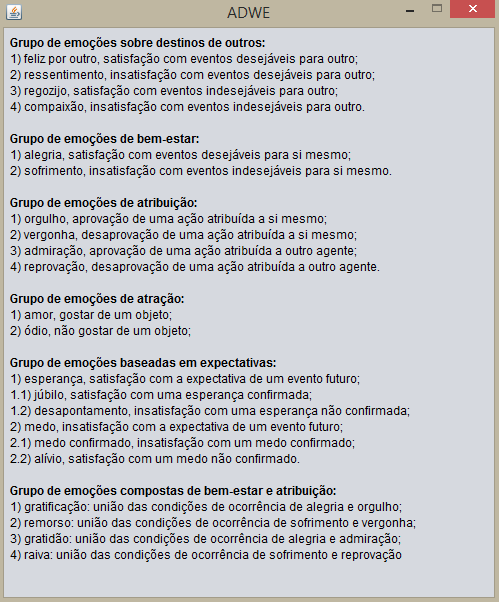 ADWE
Grupo de emoções sobre destinos de outros:
1) feliz por outro, satisfação com eventos desejáveis para outro;
2) ressentimento, insatisfação com eventos desejáveis para outro;
3) regozijo, satisfação com eventos indesejáveis para outro;
4) compaixão, insatisfação com eventos indesejáveis para outro.
Grupo de emoções de bem-estar:
1) alegria, satisfação com eventos desejáveis para si mesmo;
2) sofrimento, insatisfação com eventos indesejáveis para si mesmo.
Grupo de emoções de atribuição:
1) orgulho, aprovação de uma ação atribuída a si mesmo;
2) vergonha, desaprovação de uma ação atribuída a si mesmo;
3) admiração, aprovação de uma ação atribuída a outro agente;
4) reprovação, desaprovação de uma ação atribuída a outro agente.
Grupo de emoções de atração:
1) amor, gostar de um objeto;
2) ódio, não gostar de um objeto;
Grupo de emoções baseadas em expectativas:
1) esperança, satisfação com a expectativa de um evento futuro;
1.1) júbilo, satisfação com uma esperança confirmada;
1.2) desapontamento, insatisfação com uma esperança não confirmada;
2) medo, insatisfação com a expectativa de um evento futuro;
2.1) medo confirmado, insatisfação com um medo confirmado;
2.2) alívio, satisfação com um medo não confirmado.
Grupo de emoções compostas de bem-estar e atribuição:
1) gratificação: união das condições de ocorrência de alegria e orgulho;
2) remorso: união das condições de ocorrência de sofrimento e vergonha;
3) gratidão: união das condições de ocorrência de alegria e admiração;
4) raiva: união das condições de ocorrência de sofrimento e reprovação